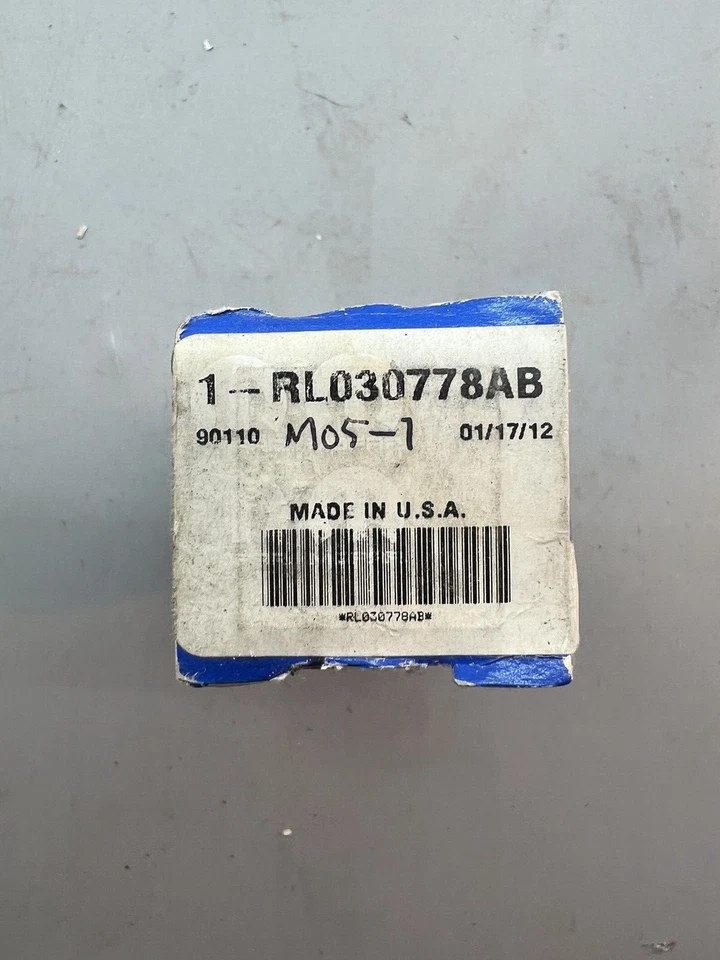 1-RL030778AB
90110 M05-1 01/17/12
MADE IN U.S.A.
*RL030778AB*